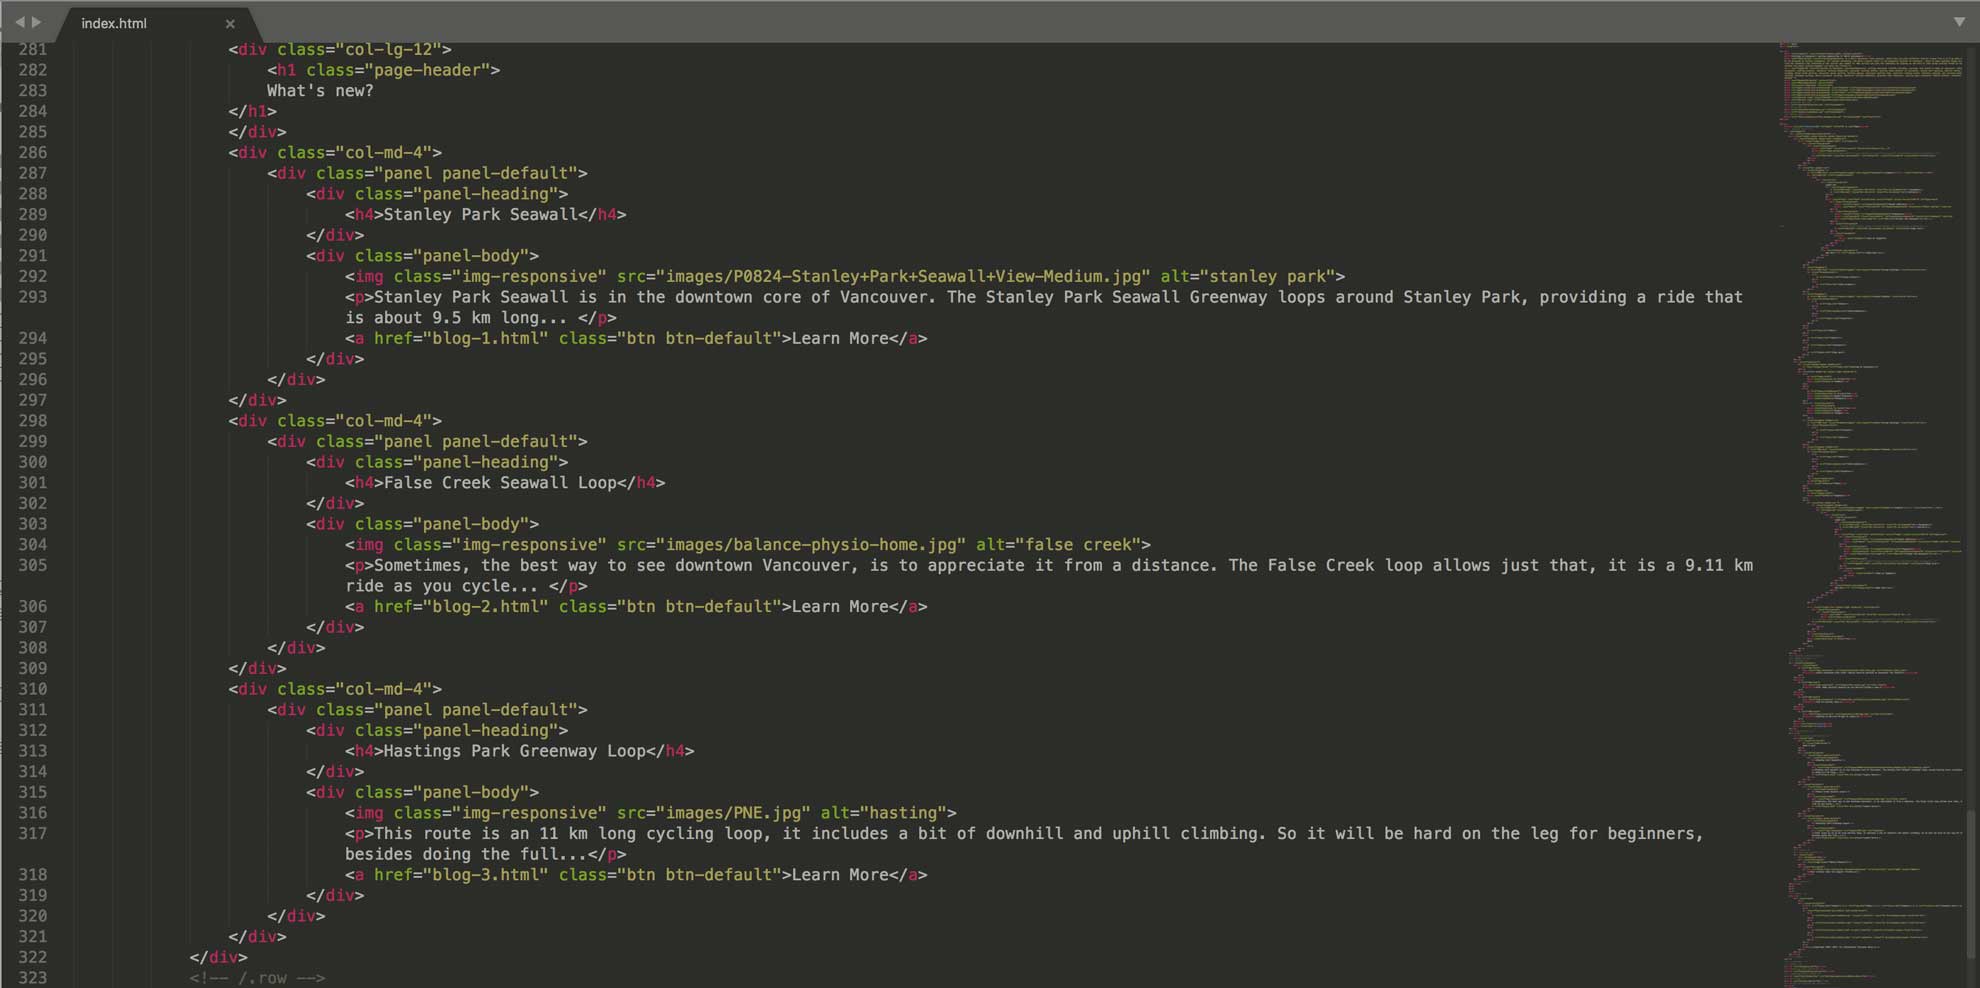 index.html ×
281 <div class="col-lg-12">
282 <h1 class="page-header">
283 What's new?
284 </h1>
285 </div>
286 <div class="col-md-4">
287 <div class="panel panel-default">
288 <div class="panel-heading">
289 <h4>Stanley Park Seawall</h4>
290 </div>
291 <div class="panel-body">
292 <img class="img-responsive" src="images/P0824-Stanley+Park+Seawall+View-Medium.jpg" alt="stanley park">
293 <p>Stanley Park Seawall is in the downtown core of Vancouver. The Stanley Park Seawall Greenway loops around Stanley Park, providing a ride that
is about 9.5 km long... </p>
294 <a href="blog-1.html" class="btn btn-default">Learn More</a>
295 </div>
296 </div>
297 </div>
298 <div class="col-md-4">
299 <div class="panel panel-default">
300 <div class="panel-heading">
301 <h4>False Creek Seawall Loop</h4>
302 </div>
303 <div class="panel-body">
304 <img class="img-responsive" src="images/balance-physio-home.jpg" alt="false creek">
305 <p>Sometimes, the best way to see downtown Vancouver, is to appreciate it from a distance. The False Creek loop allows just that, it is a 9.11 km
ride as you cycle... </p>
306 <a href="blog-2.html" class="btn btn-default">Learn More</a>
307 </div>
308 </div>
309 </div>
310 <div class="col-md-4">
311 <div class="panel panel-default">
312 <div class="panel-heading">
313 <h4>Hastings Park Greenway Loop</h4>
314 </div>
315 <div class="panel-body">
316 <img class="img-responsive" src="images/PNE.jpg" alt="hasting">
317 <p>This route is an 11 km long cycling loop, it includes a bit of downhill and uphill climbing. So it will be hard on the leg for beginners,
besides doing the full...</p>
318 <a href="blog-3.html" class="btn btn-default">Learn More</a>
319 </div>
320 </div>
321 </div>
322 </div>
323 <!-- /.row -->